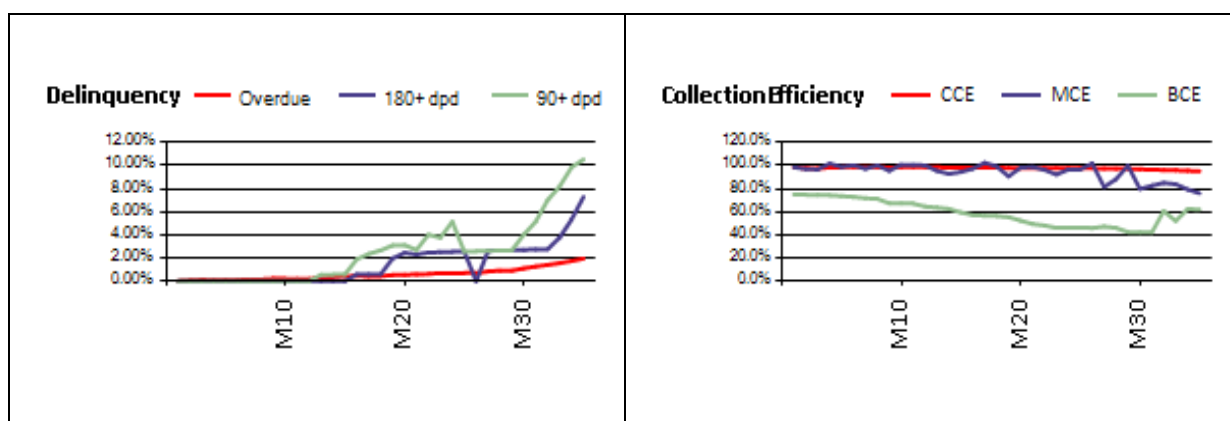 Delinquency Overdue 180+ dpd 90+ dpd
12.00%
10.00%
8.00%
6.00%
4.00%
2.00%
0.00%
M10
M20
M30
CollectionEfficiency CCE MCE BCE
120.0%
100.0%
80.0%
60.0%
40.0%
20.0%
0.0%
M10
M20
M30